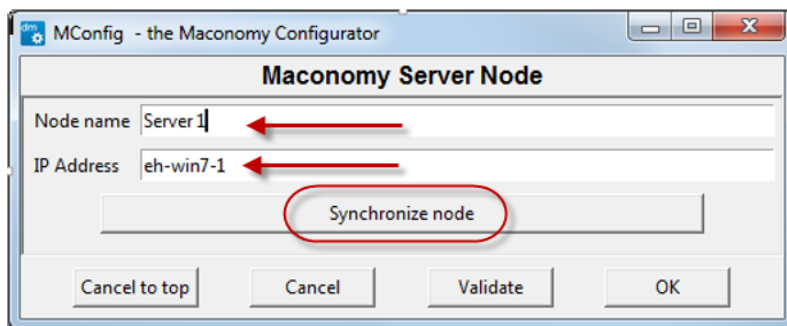 dm MConfig - the Maconomy Configurator
Maconomy Server Node
Node name Server 1
IP Address eh-win7-1
Synchronize node
Cancel to top Cancel Validate OK